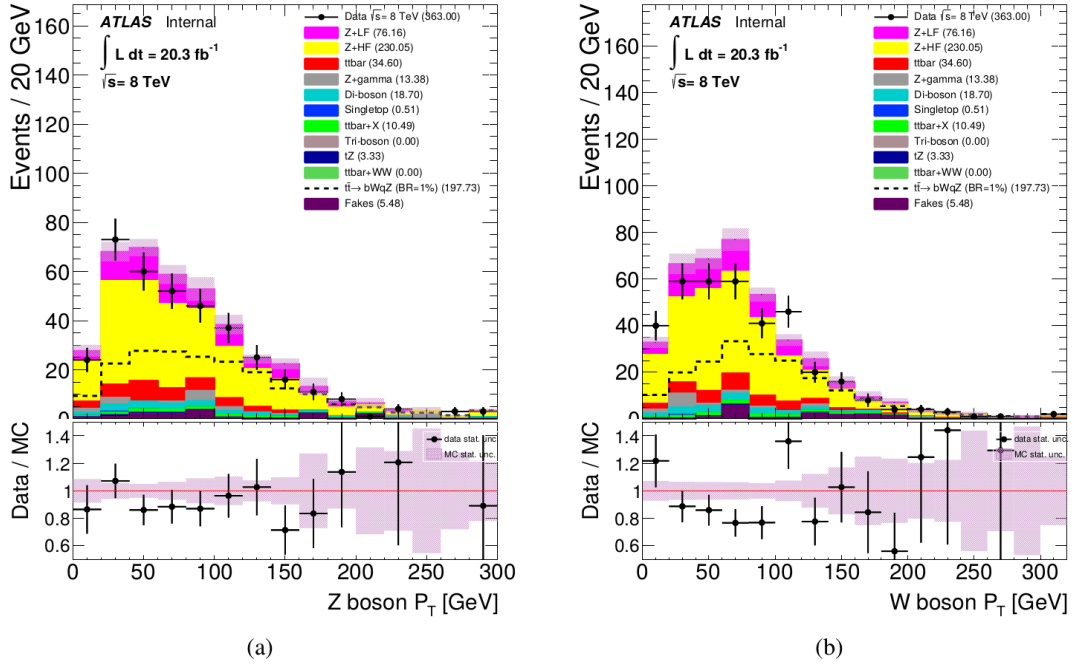 ATLAS Internal
∫ L dt = 20.3 fb⁻¹
√s= 8 TeV
Data √s= 8 TeV (363.00)
Z+LF (76.16)
Z+HF (230.05)
ttbar (34.60)
Z+gamma (13.38)
Di-boson (18.70)
Singletop (0.51)
ttbar+X (10.49)
Tri-boson (0.00)
tZ (3.33)
ttbar+WW (0.00)
tt̄→ bWqZ (BR=1%) (197.73)
Fakes (5.48)
Events / 20 GeV
160
140
120
100
80
60
40
20
0
data stat. unc.
MC stat. unc.
Data / MC
1.4
1.2
1
0.8
0.6
0 50 100 150 200 250 300
Z boson P_T [GeV]
(a)
ATLAS Internal
∫ L dt = 20.3 fb⁻¹
√s= 8 TeV
Data √s= 8 TeV (363.00)
Z+LF (76.16)
Z+HF (230.05)
ttbar (34.60)
Z+gamma (13.38)
Di-boson (18.70)
Singletop (0.51)
ttbar+X (10.49)
Tri-boson (0.00)
tZ (3.33)
ttbar+WW (0.00)
tt̄→ bWqZ (BR=1%) (197.73)
Fakes (5.48)
Events / 20 GeV
160
140
120
100
80
60
40
20
0
data stat. unc.
MC stat. unc.
Data / MC
1.4
1.2
1
0.8
0.6
0 50 100 150 200 250 300
W boson P_T [GeV]
(b)